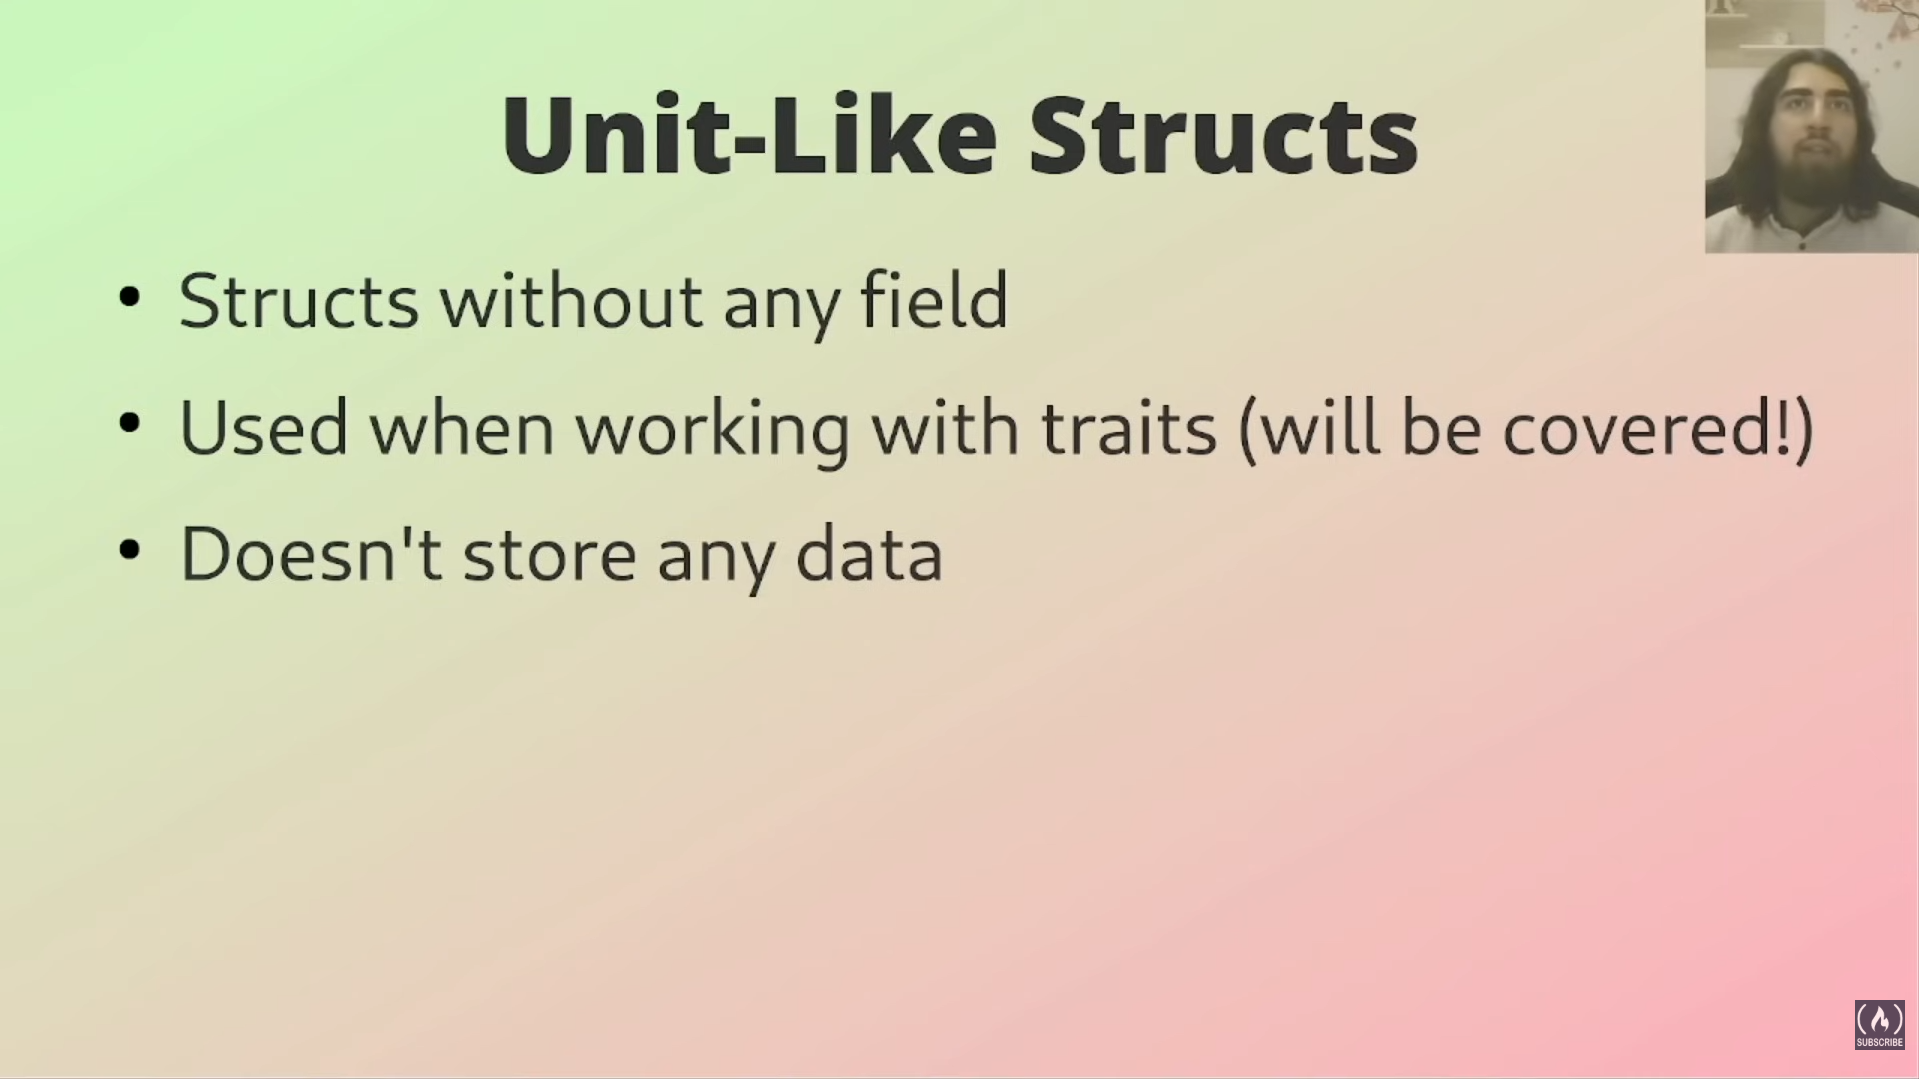 Unit-Like Structs
• Structs without any field
• Used when working with traits (will be covered!)
• Doesn't store any data
SUBSCRIBE